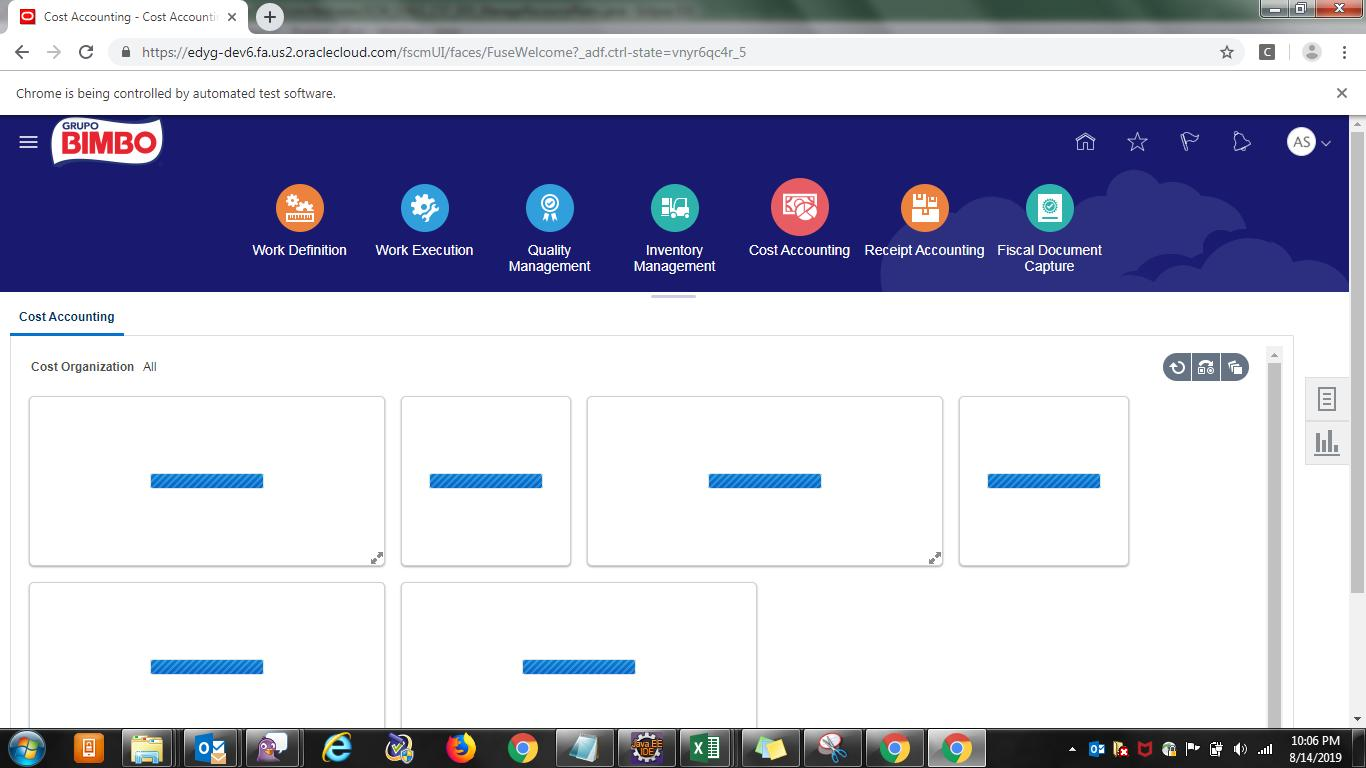 Cost Accounting - Cost Accountin
https://edyg-dev6.fa.us2.oraclecloud.com/fscmUI/faces/FuseWelcome?_adf.ctrl-state=vnyr6qc4r_5
C
Chrome is being controlled by automated test software.
GRUPO
BIMBO
AS
Work Definition
Work Execution
Quality
Management
Inventory
Management
Cost Accounting
Receipt Accounting
Fiscal Document
Capture
Cost Accounting
Cost Organization All
Java EE
IDE
10:06 PM
8/14/2019